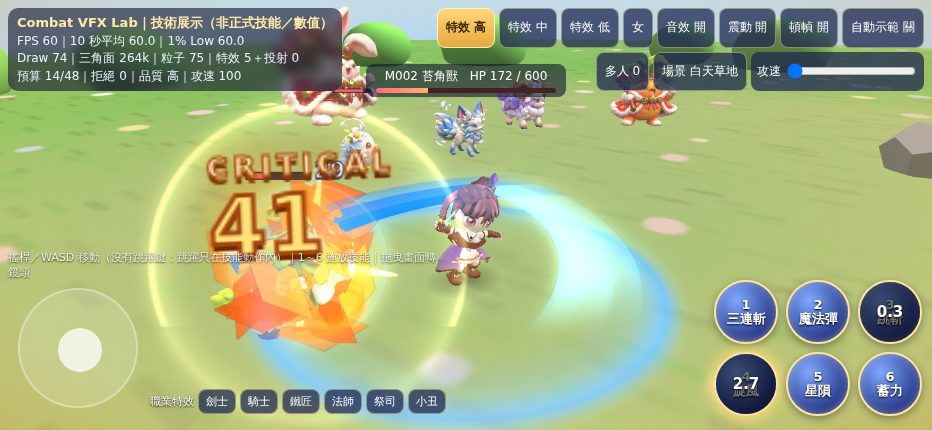 Combat VFX Lab｜技術展示（非正式技能／數值）
FPS 60｜10 秒平均 60.0｜1% Low 60.0
Draw 74｜三角面 264k｜粒子 75｜特效 5＋投射 0
預算 14/48｜拒絕 0｜品質 高｜攻速 100
特效 高
特效 中
特效 低
女
音效 開
震動 開
頓幀 開
自動示範 關
多人 0
場景 白天草地
攻速
M002 苔角獸 HP 172 / 600
CRITICAL
41
搖桿／WASD 移動（沒有跳躍鍵；跳躍只在技能動作內）｜1～6 施放技能｜拖曳畫面轉
鏡頭
1
三連斬
2
魔法彈
0.3
2.7
旋風
5
星隕
6
蓄力
職業特效
劍士
騎士
鐵匠
法師
祭司
小丑